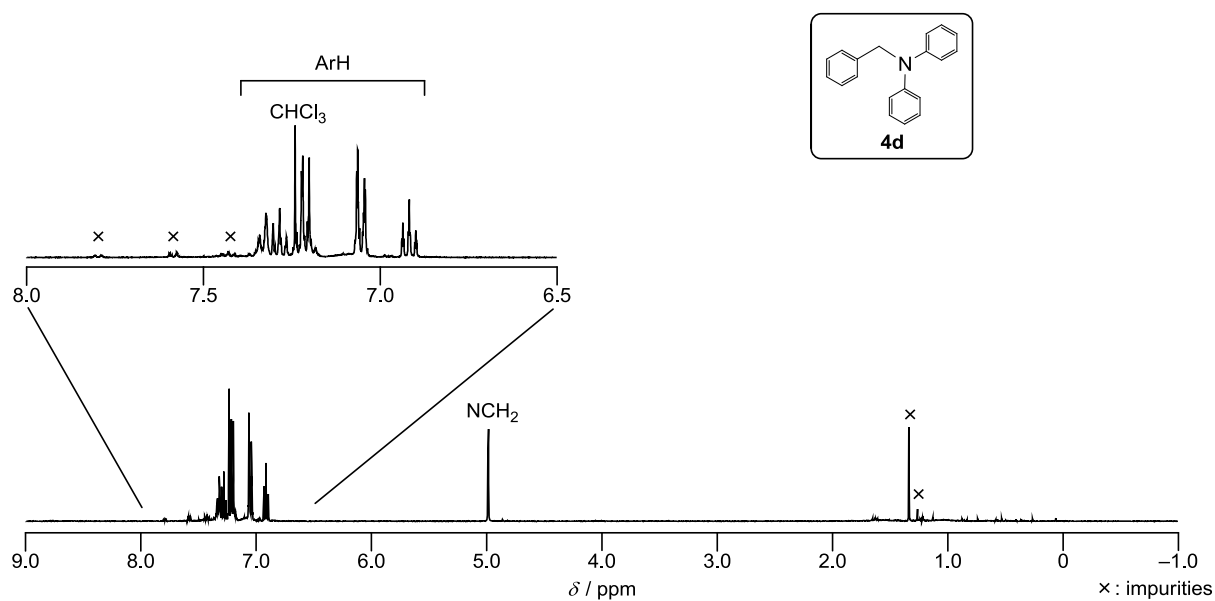 ArH
CHCl₃
N
4d
× × ×
8.0 7.5 7.0 6.5
NCH₂
×
×
9.0 8.0 7.0 6.0 5.0 4.0 3.0 2.0 1.0 0 –1.0
δ / ppm
× : impurities